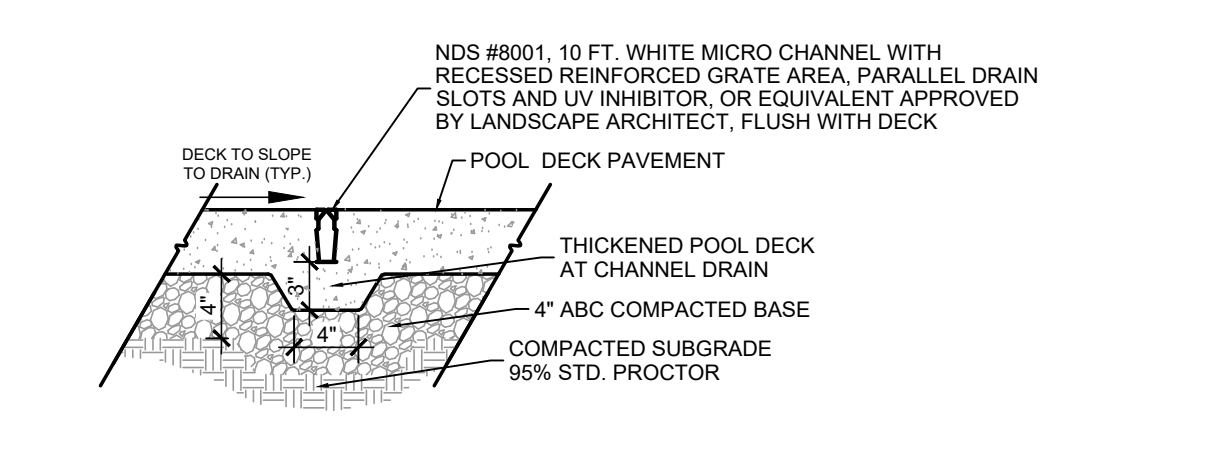 NDS #8001, 10 FT. WHITE MICRO CHANNEL WITH
RECESSED REINFORCED GRATE AREA, PARALLEL DRAIN
SLOTS AND UV INHIBITOR, OR EQUIVALENT APPROVED
BY LANDSCAPE ARCHITECT, FLUSH WITH DECK
DECK TO SLOPE
TO DRAIN (TYP.)
POOL DECK PAVEMENT
THICKENED POOL DECK
AT CHANNEL DRAIN
3"
4"
4" ABC COMPACTED BASE
4"
COMPACTED SUBGRADE
95% STD. PROCTOR